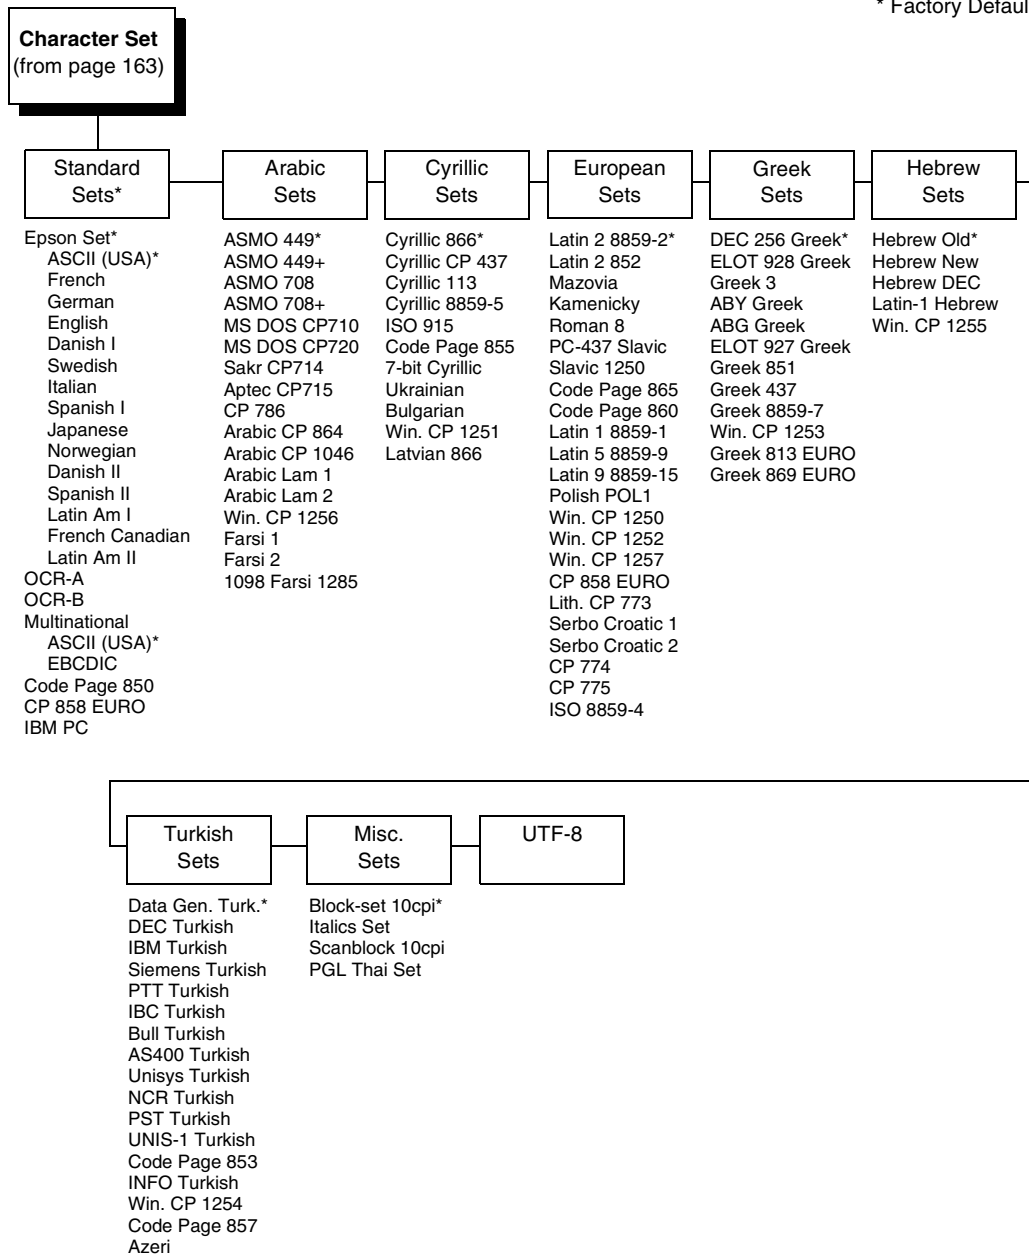 * Factory Defaul
Character Set
(from page 163)
Standard
Sets*
Epson Set*
ASCII (USA)*
French
German
English
Danish I
Swedish
Italian
Spanish I
Japanese
Norwegian
Danish II
Spanish II
Latin Am I
French Canadian
Latin Am II
OCR-A
OCR-B
Multinational
ASCII (USA)*
EBCDIC
Code Page 850
CP 858 EURO
IBM PC
Arabic
Sets
ASMO 449*
ASMO 449+
ASMO 708
ASMO 708+
MS DOS CP710
MS DOS CP720
Sakr CP714
Aptec CP715
CP 786
Arabic CP 864
Arabic CP 1046
Arabic Lam 1
Arabic Lam 2
Win. CP 1256
Farsi 1
Farsi 2
1098 Farsi 1285
Cyrillic
Sets
Cyrillic 866*
Cyrillic CP 437
Cyrillic 113
Cyrillic 8859-5
ISO 915
Code Page 855
7-bit Cyrillic
Ukrainian
Bulgarian
Win. CP 1251
Latvian 866
European
Sets
Latin 2 8859-2*
Latin 2 852
Mazovia
Kamenicky
Roman 8
PC-437 Slavic
Slavic 1250
Code Page 865
Code Page 860
Latin 1 8859-1
Latin 5 8859-9
Latin 9 8859-15
Polish POL1
Win. CP 1250
Win. CP 1252
Win. CP 1257
CP 858 EURO
Lith. CP 773
Serbo Croatic 1
Serbo Croatic 2
CP 774
CP 775
ISO 8859-4
Greek
Sets
DEC 256 Greek*
ELOT 928 Greek
Greek 3
ABY Greek
ABG Greek
ELOT 927 Greek
Greek 851
Greek 437
Greek 8859-7
Win. CP 1253
Greek 813 EURO
Greek 869 EURO
Hebrew
Sets
Hebrew Old*
Hebrew New
Hebrew DEC
Latin-1 Hebrew
Win. CP 1255
Turkish
Sets
Data Gen. Turk.*
DEC Turkish
IBM Turkish
Siemens Turkish
PTT Turkish
IBC Turkish
Bull Turkish
AS400 Turkish
Unisys Turkish
NCR Turkish
PST Turkish
UNIS-1 Turkish
Code Page 853
INFO Turkish
Win. CP 1254
Code Page 857
Azeri
Misc.
Sets
Block-set 10cpi*
Italics Set
Scanblock 10cpi
PGL Thai Set
UTF-8